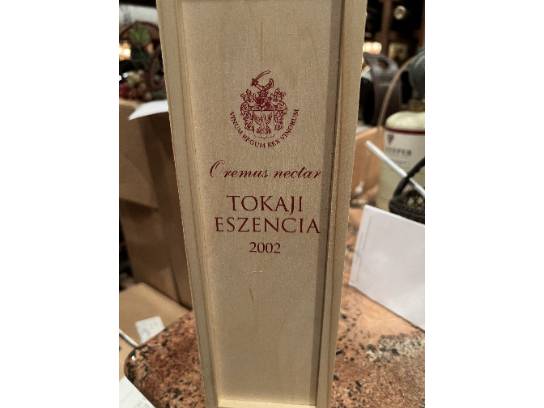 VINUM REGUM REX VINORUM
Oremus nectar
TOKAJI
ESZENCIA
2002